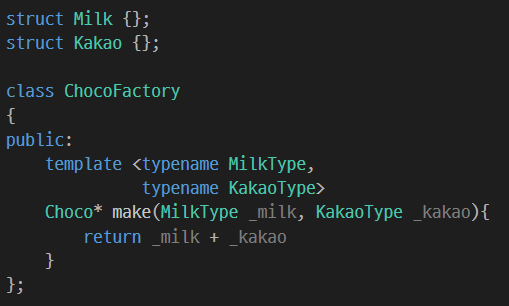 struct Milk {};
struct Kakao {};

class ChocoFactory
{
public:
    template <typename MilkType,
              typename KakaoType>
    Choco* make(MilkType _milk, KakaoType _kakao){
        return _milk + _kakao
    }
};